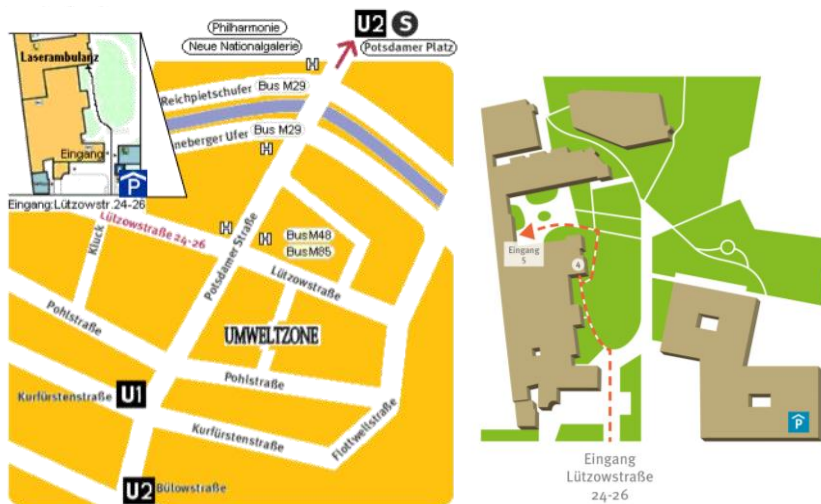 U2 S
Philharmonie
Neue Nationalgalerie
Potsdamer Platz
Laserambulanz
Eingang
P
Eingang:Lützowstr.24-26
Reichpietschufer
Bus M29
neberger Ufer
Bus M29
H
H
H
H
Kluck
Lützowstraße 24-26
Potsdamer Straße
BusM48
BusM85
Lützowstraße
Pohlstraße
UMWELTZONE
Pohlstraße
Kurfürstenstraße
U1
Kurfürstenstraße
Flottwellstraße
U2
Bülowstraße
Eingang
5
4
P
Eingang
Lützowstraße
24-26